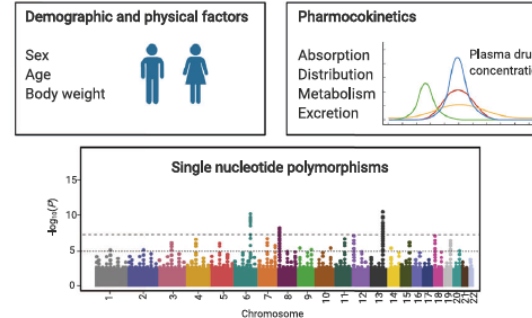 Demographic and physical factors
Sex
Age
Body weight
Pharmocokinetics
Absorption
Distribution
Metabolism
Excretion
Plasma dru
concentratio
Single nucleotide polymorphisms
15
10
5
0
-log₁₀(P)
1 2 3 4 5 6 7 8 9 10 11 12 13 14 15 16 17 18 19 20 21 22
Chromosome